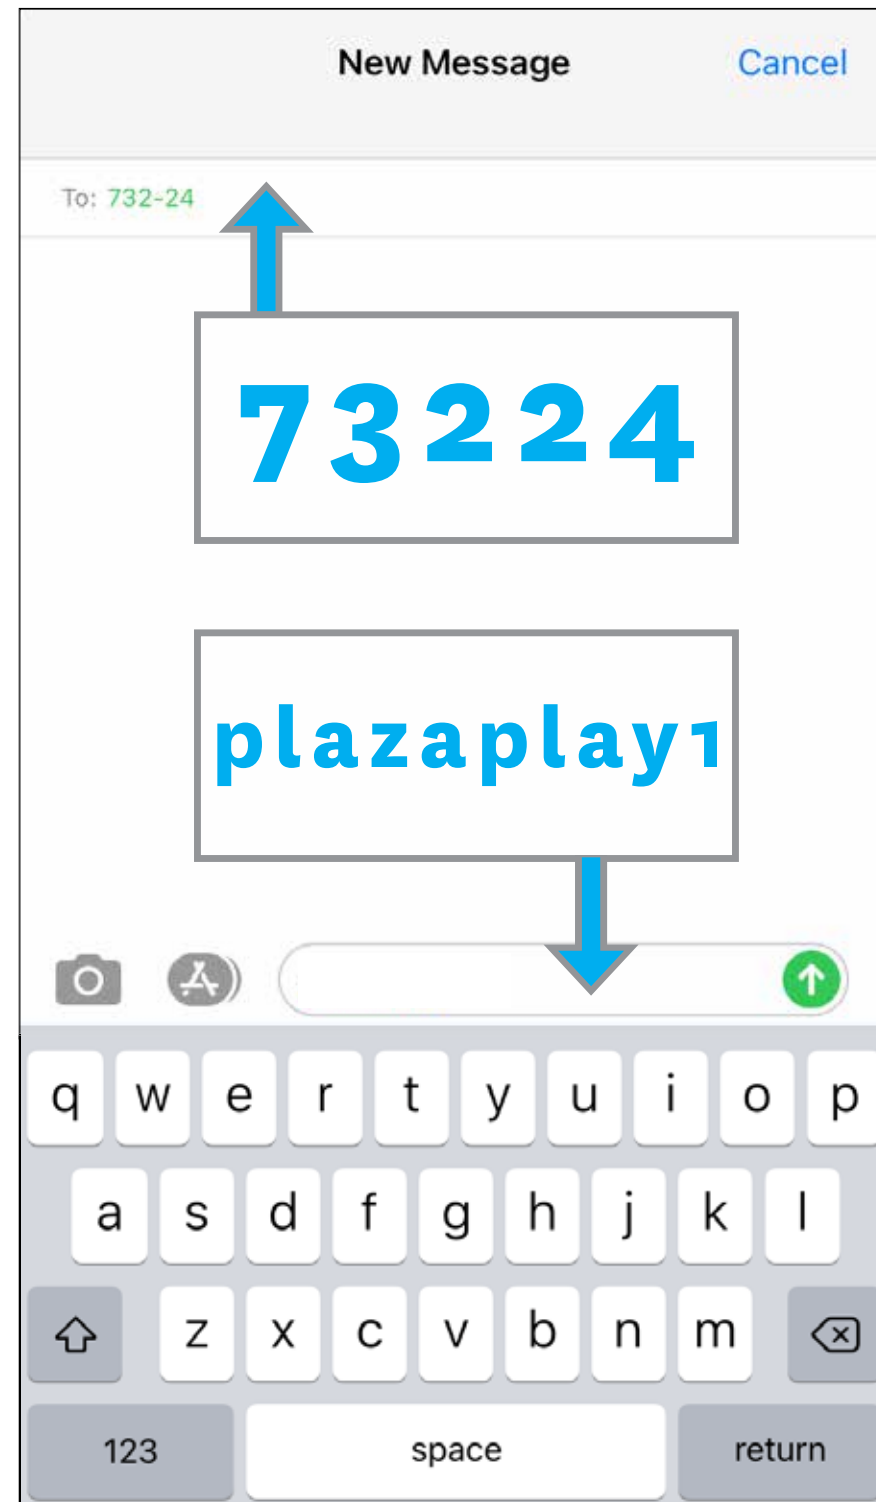 New Message Cancel
To: 732-24
73224
plazaplay1
q w e r t y u i o p
a s d f g h j k l
z x c v b n m
123 space return